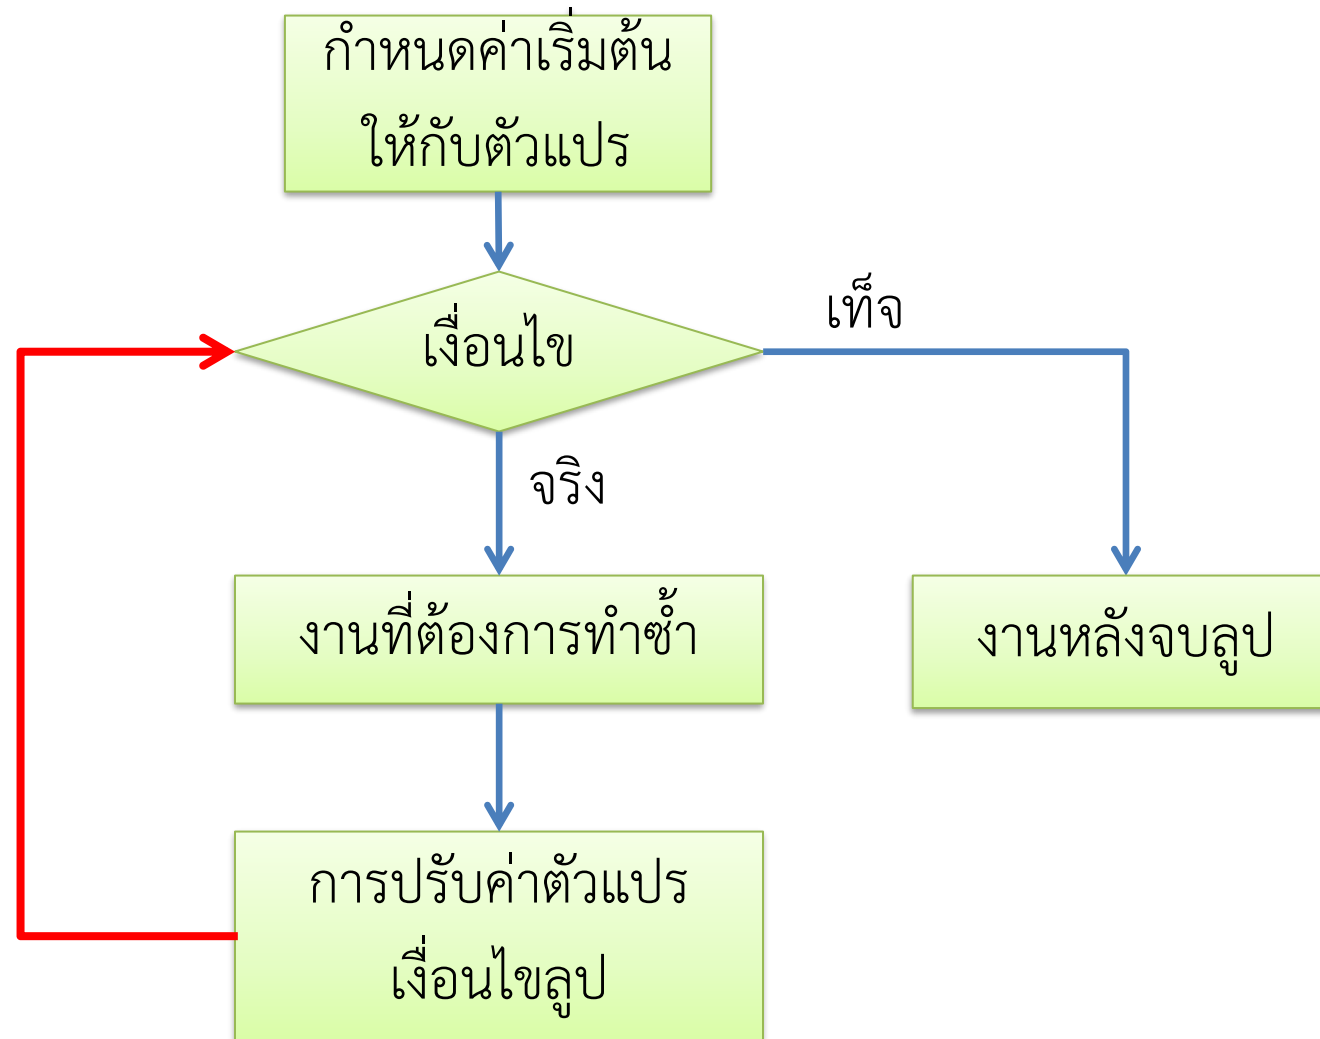 กำหนดค่าเริ่มต้น
ให้กับตัวแปร
เงื่อนไข
เท็จ
จริง
งานที่ต้องการทำซ้ำ
งานหลังจบลูป
การปรับค่าตัวแปร
เงื่อนไขลูป